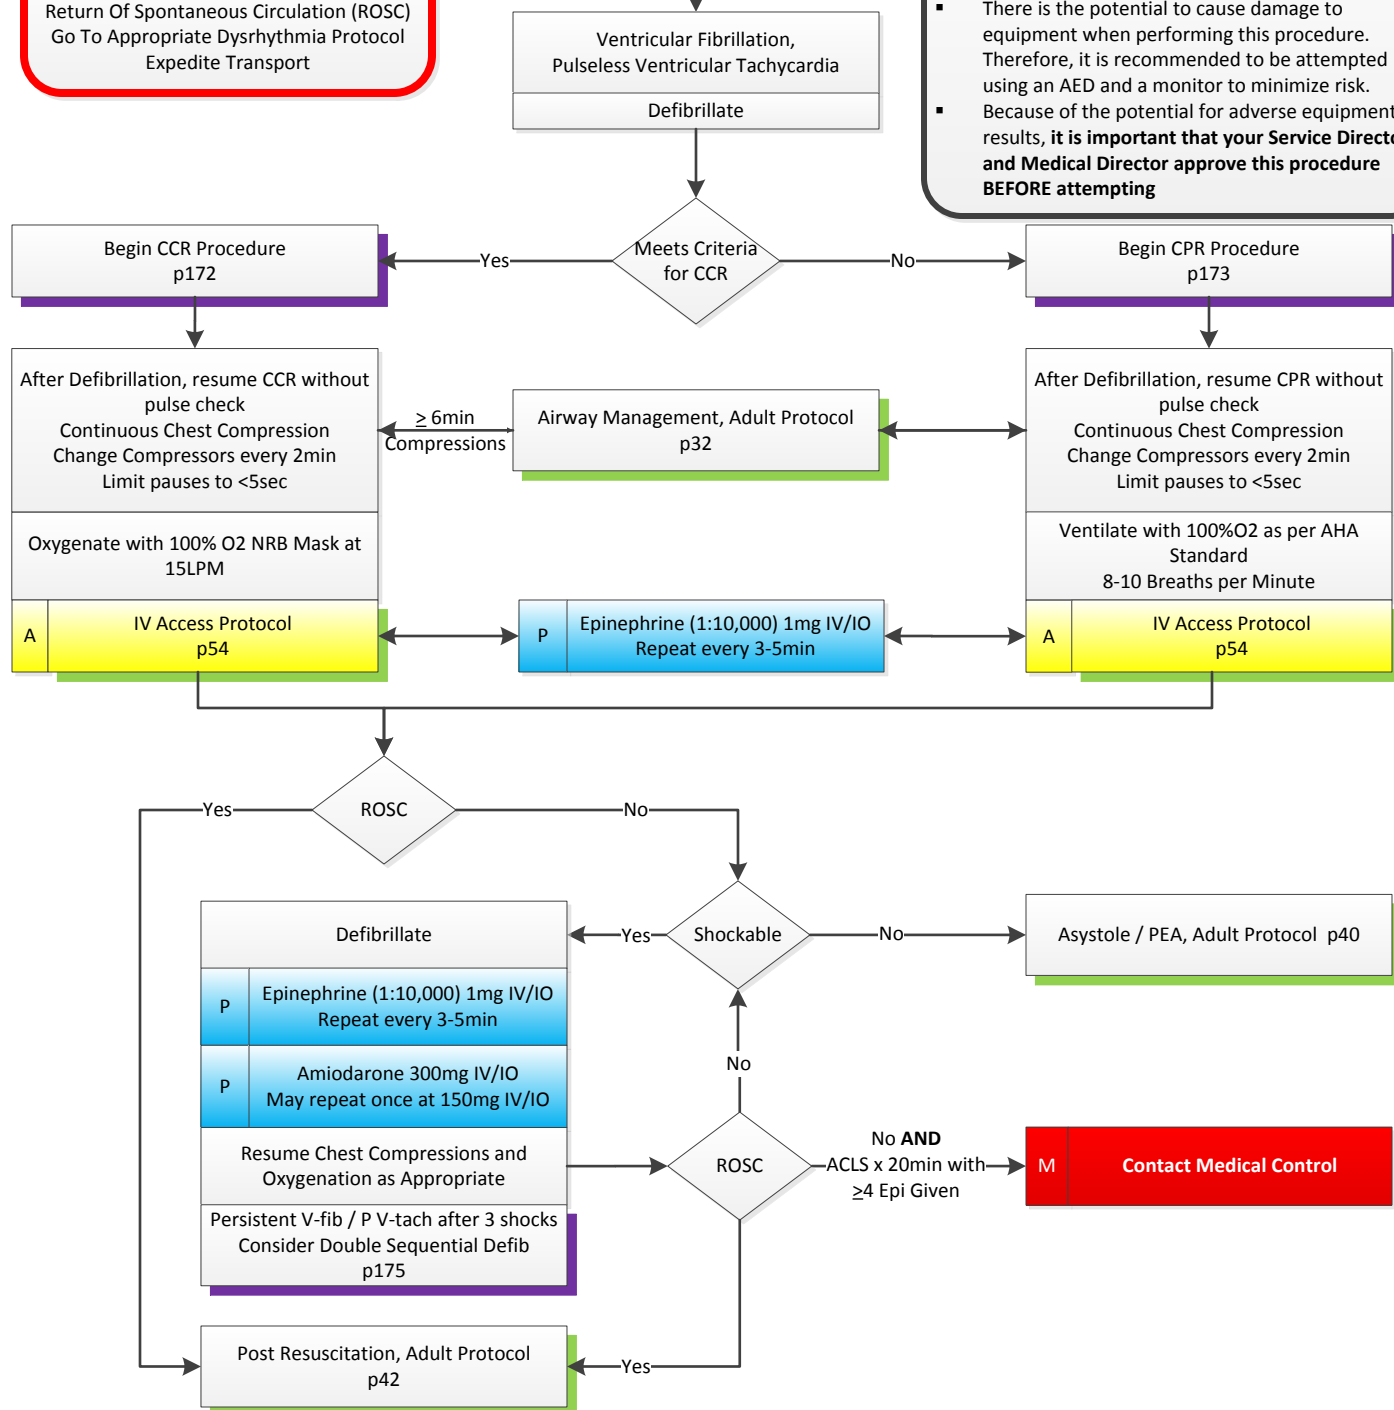 Return Of Spontaneous Circulation (ROSC)
Go To Appropriate Dysrhythmia Protocol
Expedite Transport
Ventricular Fibrillation,
Pulseless Ventricular Tachycardia
Defibrillate
▪ There is the potential to cause damage to
equipment when performing this procedure.
Therefore, it is recommended to be attempted
using an AED and a monitor to minimize risk.
▪ Because of the potential for adverse equipment
results, it is important that your Service Directo
and Medical Director approve this procedure
BEFORE attempting
Begin CCR Procedure
p172
Yes
Meets Criteria
for CCR
No
Begin CPR Procedure
p173
After Defibrillation, resume CCR without
pulse check
Continuous Chest Compression
Change Compressors every 2min
Limit pauses to <5sec
Oxygenate with 100% O2 NRB Mask at
15LPM
A
IV Access Protocol
p54
≥ 6min
Compressions
Airway Management, Adult Protocol
p32
P
Epinephrine (1:10,000) 1mg IV/IO
Repeat every 3-5min
After Defibrillation, resume CPR without
pulse check
Continuous Chest Compression
Change Compressors every 2min
Limit pauses to <5sec
Ventilate with 100%O2 as per AHA
Standard
8-10 Breaths per Minute
A
IV Access Protocol
p54
Yes
ROSC
No
Defibrillate
Yes
Shockable
No
Asystole / PEA, Adult Protocol p40
P
Epinephrine (1:10,000) 1mg IV/IO
Repeat every 3-5min
P
Amiodarone 300mg IV/IO
May repeat once at 150mg IV/IO
Resume Chest Compressions and
Oxygenation as Appropriate
Persistent V-fib / P V-tach after 3 shocks
Consider Double Sequential Defib
p175
No
ROSC
No AND
ACLS x 20min with
≥4 Epi Given
M
Contact Medical Control
Yes
Post Resuscitation, Adult Protocol
p42